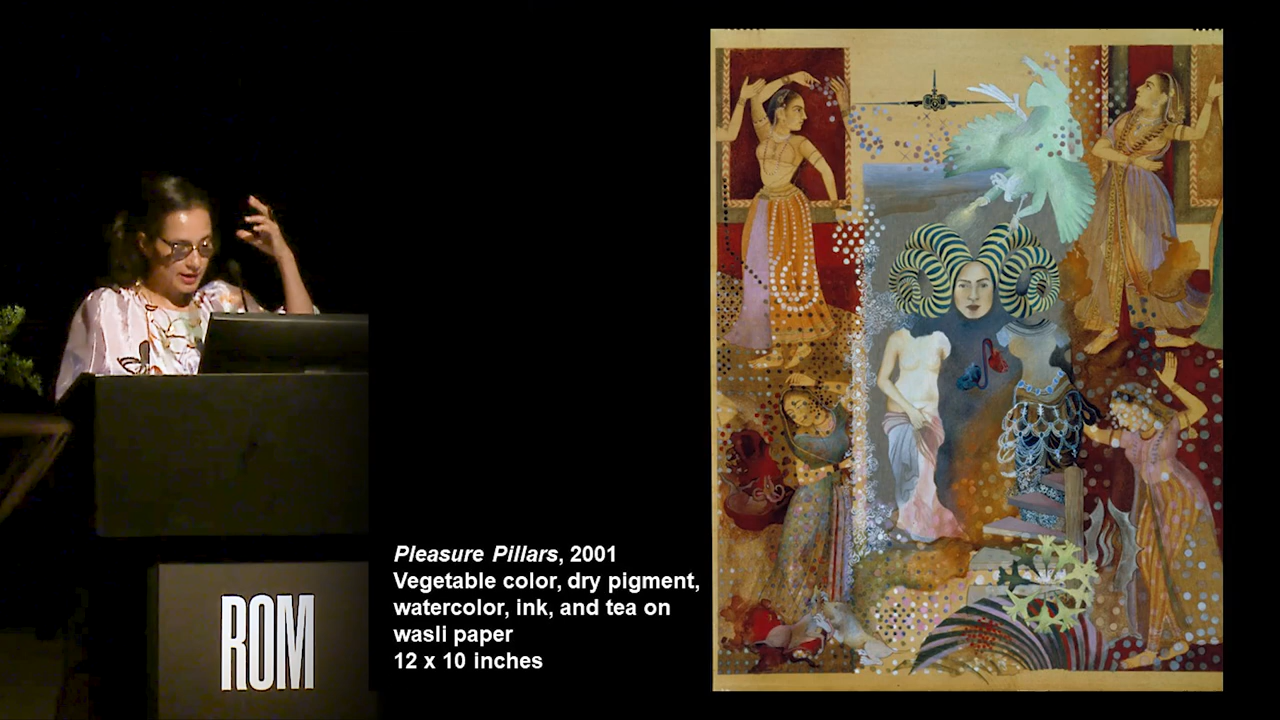 ROM
Pleasure Pillars, 2001
Vegetable color, dry pigment,
watercolor, ink, and tea on
wasli paper
12 x 10 inches